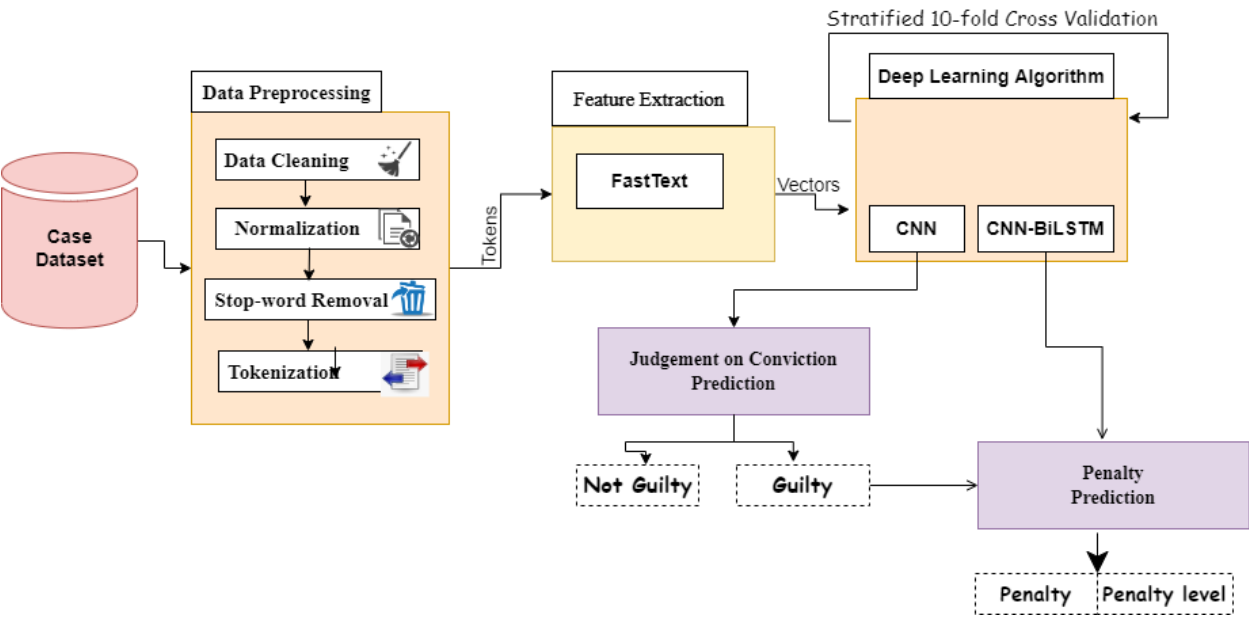 Stratified 10-fold Cross Validation
Data Preprocessing
Feature Extraction
Deep Learning Algorithm
Data Cleaning
FastText
Vectors
Case
Dataset
Normalization
Tokens
CNN
CNN-BiLSTM
Stop-word Removal
Tokenization
Judgement on Conviction
Prediction
Not Guilty
Guilty
Penalty
Prediction
Penalty
Penalty level